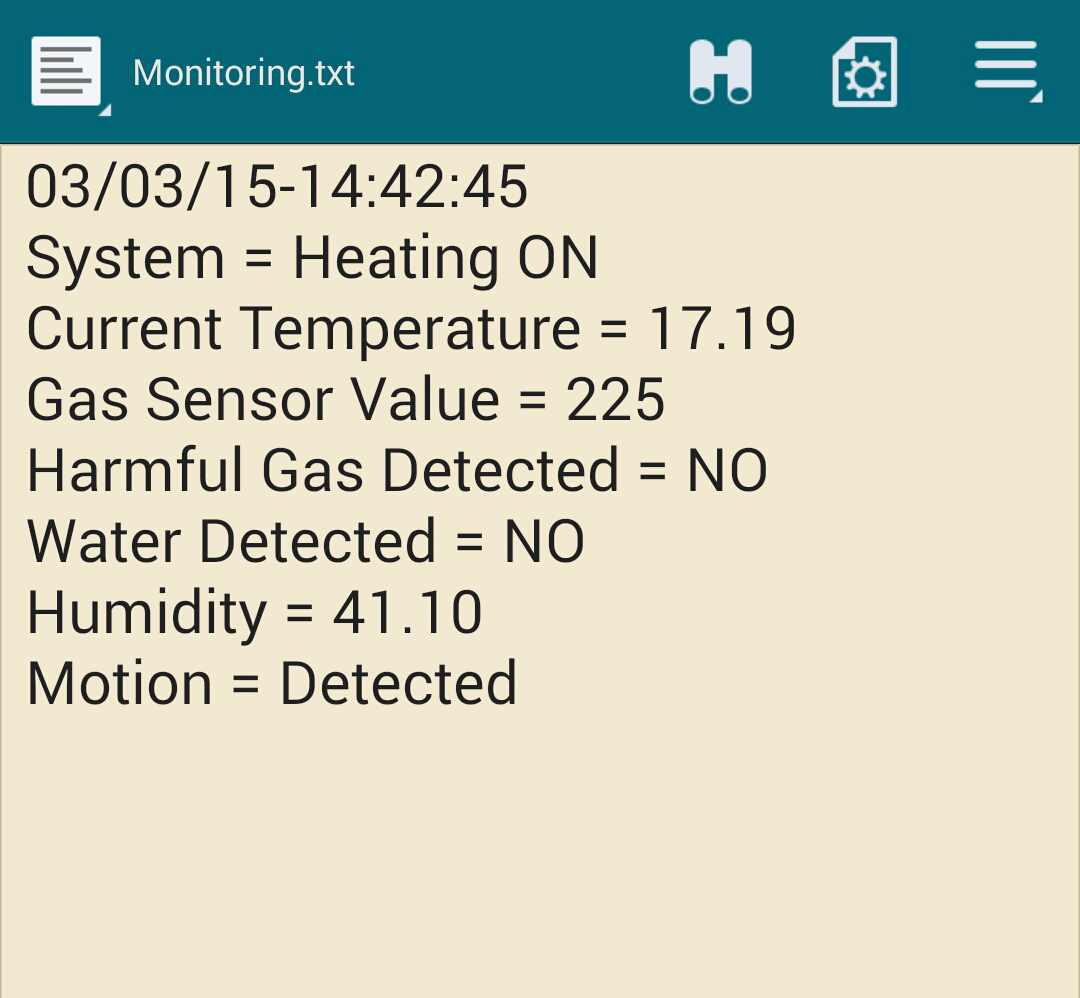 Monitoring.txt
03/03/15-14:42:45
System = Heating ON
Current Temperature = 17.19
Gas Sensor Value = 225
Harmful Gas Detected = NO
Water Detected = NO
Humidity = 41.10
Motion = Detected